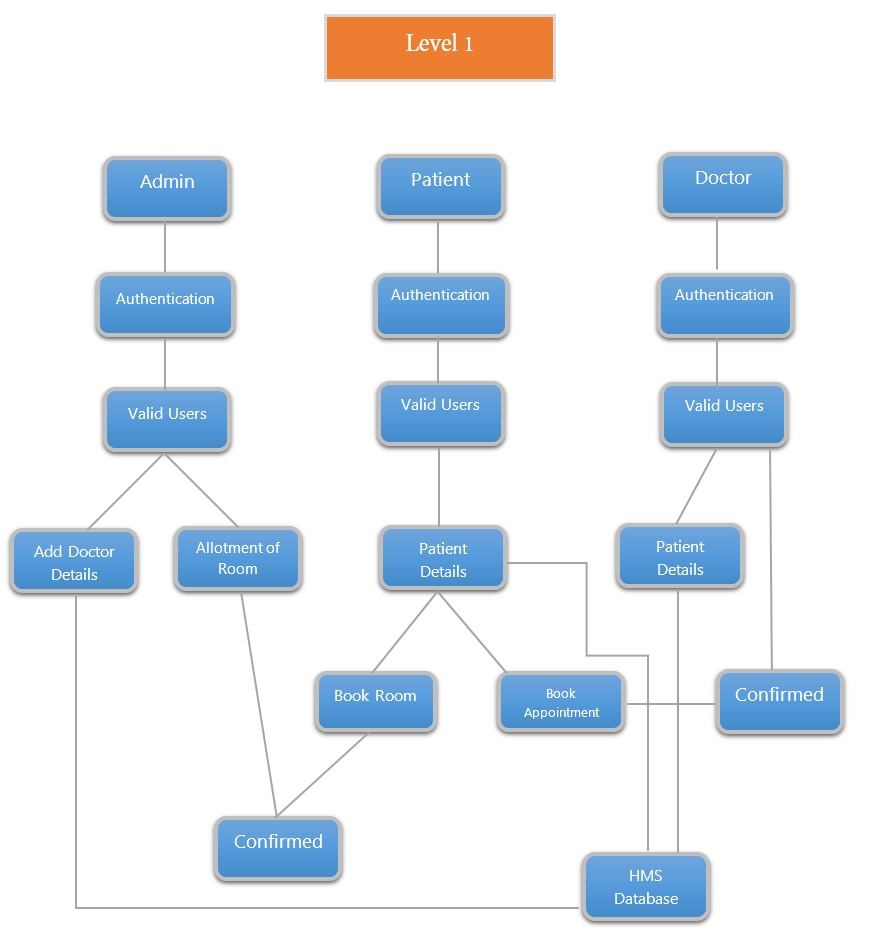 Level 1
Admin
Patient
Doctor
Authentication
Authentication
Authentication
Valid Users
Valid Users
Valid Users
Add Doctor
Details
Allotment of
Room
Patient
Details
Patient
Details
Book Room
Book
Appointment
Confirmed
Confirmed
HMS
Database